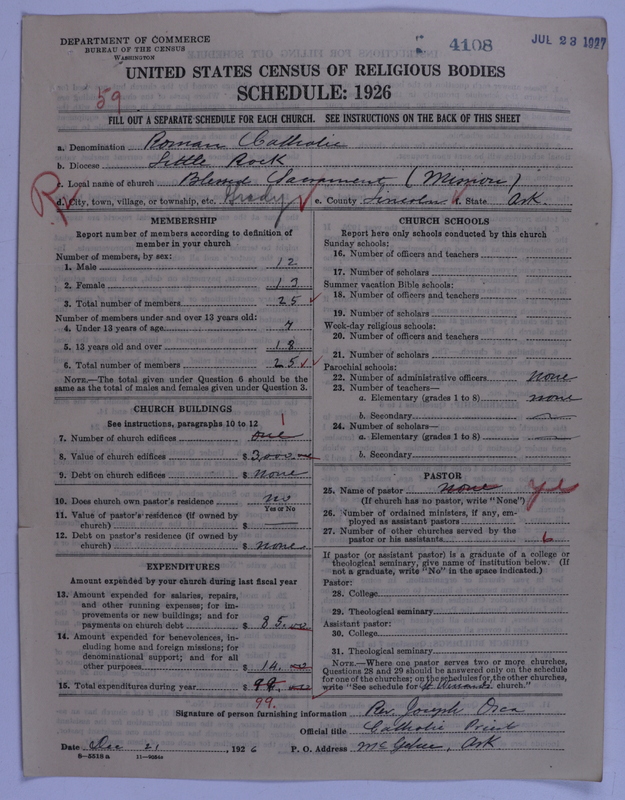 DEPARTMENT OF COMMERCE
BUREAU OF THE CENSUS
WASHINGTON
4108
JUL 23 1927
UNITED STATES CENSUS OF RELIGIOUS BODIES
SCHEDULE: 1926
59
FILL OUT A SEPARATE SCHEDULE FOR EACH CHURCH. SEE INSTRUCTIONS ON THE BACK OF THIS SHEET
a. Denomination Roman Catholic
b. Diocese Little Rock
c. Local name of church Blessed Sacrament (Mission)
R
d. City, town, village, or township, etc. Grady e. County Lincoln f. State Ark.
MEMBERSHIP
Report number of members according to definition of member in your church
Number of members, by sex:
1. Male 12
2. Female 13
3. Total number of members 25
Number of members under and over 13 years old:
4. Under 13 years of age 7
5. 13 years old and over 18
6. Total number of members 25
NOTE.—The total given under Question 6 should be the same as the total of males and females given under Question 3.
CHURCH BUILDINGS
See instructions, paragraphs 10 to 12 1
7. Number of church edifices one
8. Value of church edifices $ 3,000
9. Debt on church edifices $ none
10. Does church own pastor's residence no
Yes or No
11. Value of pastor's residence (if owned by church) $
12. Debt on pastor's residence (if owned by church) $ none
EXPENDITURES
Amount expended by your church during last fiscal year
13. Amount expended for salaries, repairs, and other running expenses; for improvements or new buildings; and for payments on church debt $ 85.00
14. Amount expended for benevolences, including home and foreign missions; for denominational support; and for all other purposes $ 14.00
15. Total expenditures during year $
99.
CHURCH SCHOOLS
Report here only schools conducted by this church
Sunday schools:
16. Number of officers and teachers
17. Number of scholars
Summer vacation Bible schools:
18. Number of officers and teachers
19. Number of scholars
Week-day religious schools:
20. Number of officers and teachers
21. Number of scholars
Parochial schools:
22. Number of administrative officers none
23. Number of teachers—
a. Elementary (grades 1 to 8) none
b. Secondary
24. Number of scholars—
a. Elementary (grades 1 to 8)
b. Secondary
PASTOR
25. Name of pastor none yes
(If church has no pastor, write "None")
26. Number of ordained ministers, if any, employed as assistant pastors
27. Number of other churches served by the pastor or his assistants 6
If pastor (or assistant pastor) is a graduate of a college or theological seminary, give name of institution below. (If not a graduate, write "No" in the space indicated.)
Pastor:
28. College
29. Theological seminary
Assistant pastor:
30. College
31. Theological seminary
NOTE.—Where one pastor serves two or more churches, Questions 28 and 29 should be answered only on the schedule for one of the churches; on the schedules for the other churches, write "See schedule for St church."
Signature of person furnishing information Rev Joseph
Official title Catholic Priest
Date Dec 21, 1926 P. O. Address McGehee, Ark
8—5518 a 11—9054